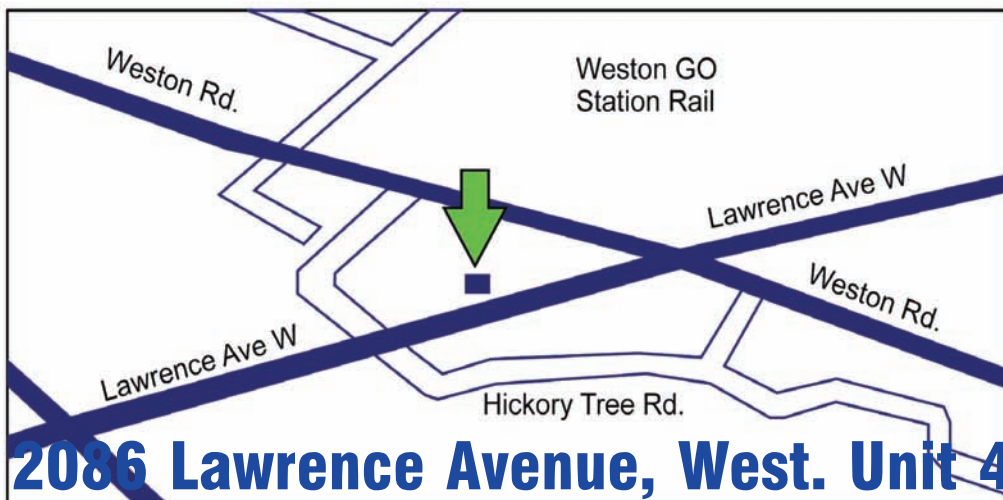 Weston Rd.
Weston GO
Station Rail
Lawrence Ave W
Weston Rd.
Lawrence Ave W
Hickory Tree Rd.
2086 Lawrence Avenue, West. Unit 4